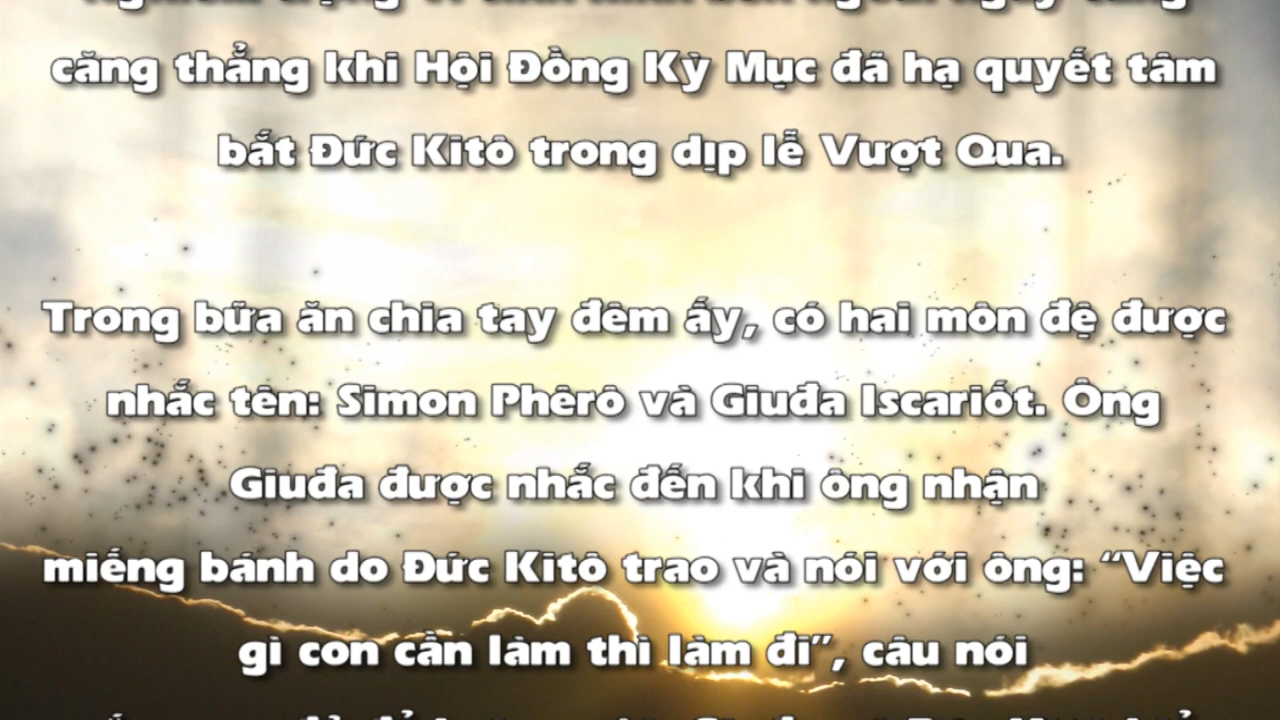 căng thẳng khi Hội Đồng Kỳ Mục đã hạ quyết tâm
bắt Đức Kitô trong dịp lễ Vượt Qua.
Trong bữa ăn chia tay đêm ấy, có hai môn đệ được
nhắc tên: Simon Phêrô và Giuđa Iscariốt. Ông
Giuđa được nhắc đến khi ông nhận
miếng bánh do Đức Kitô trao và nói với ông: “Việc
gì con cần làm thì làm đi”, câu nói